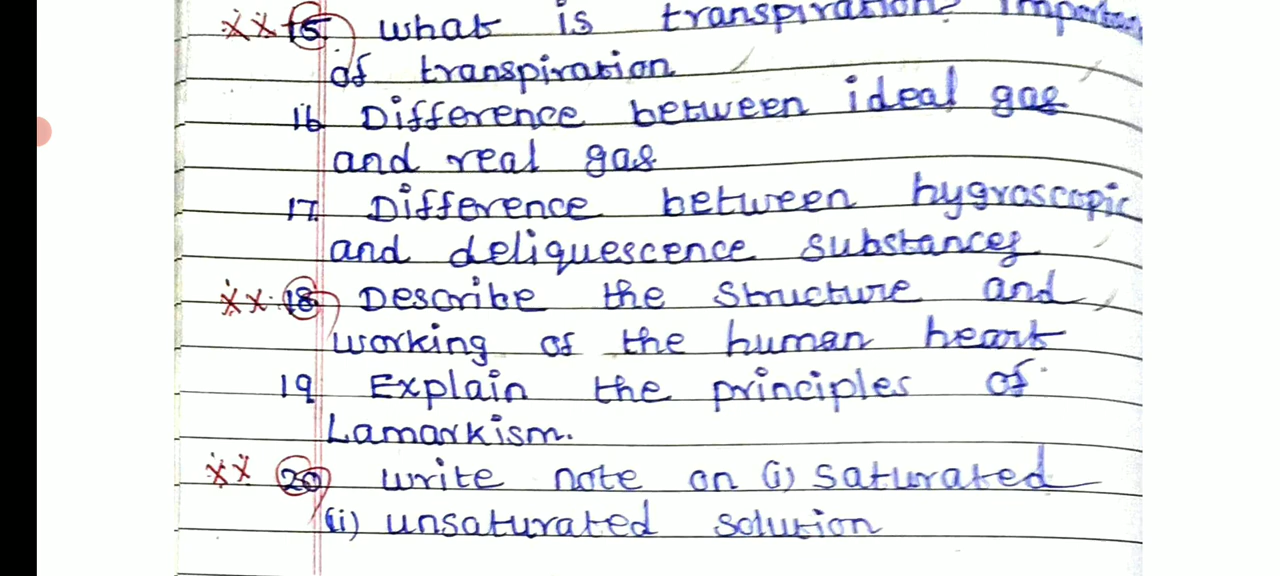 15 what is transpiration? Importan
of transpiration
16 Difference between ideal gas
and real gas
17. Difference between hygroscopic
and deliquescence substances
xx 18 Describe the structure and
working of the human heart
19 Explain the principles of
Lamarkism.
xx 20 write note on (i) saturated
(ii) unsaturated solution